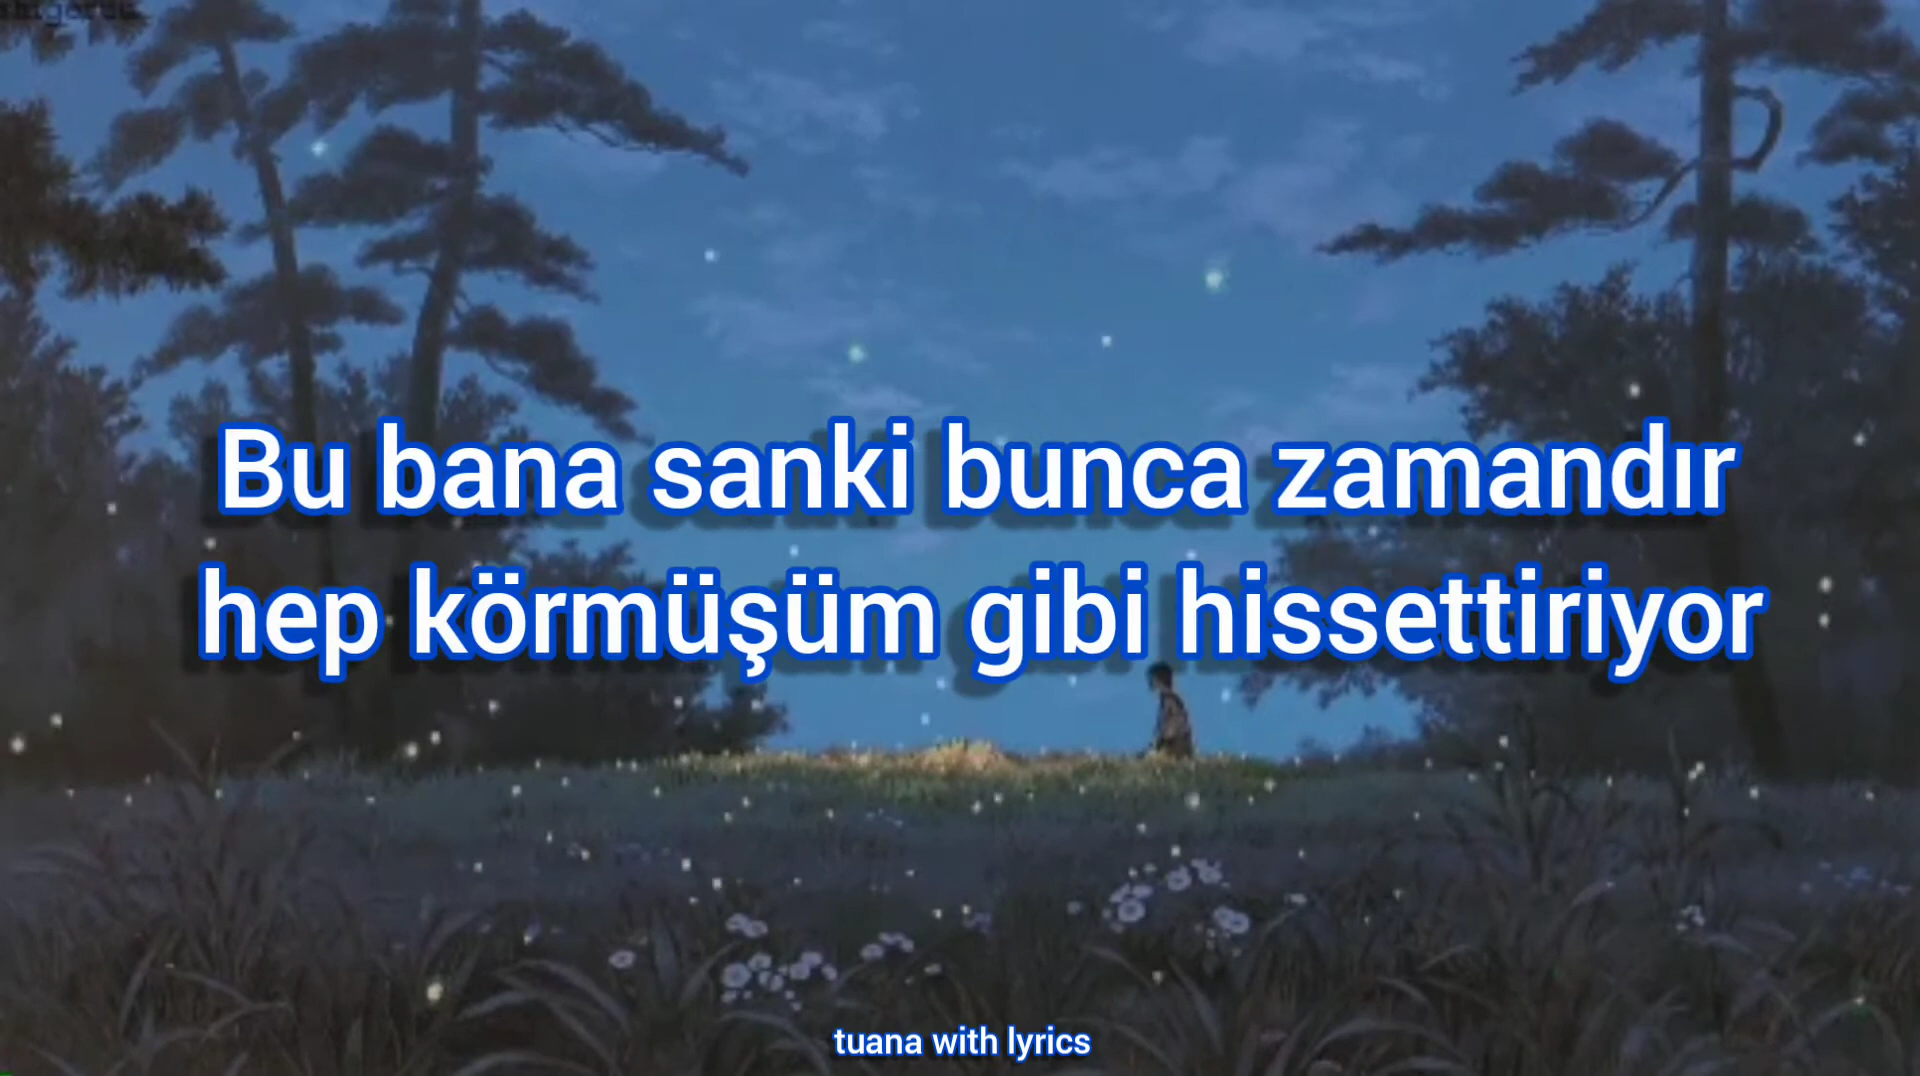 Bu bana sanki bunca zamandır
hep körmüşüm gibi hissettiriyor
tuana with lyrics